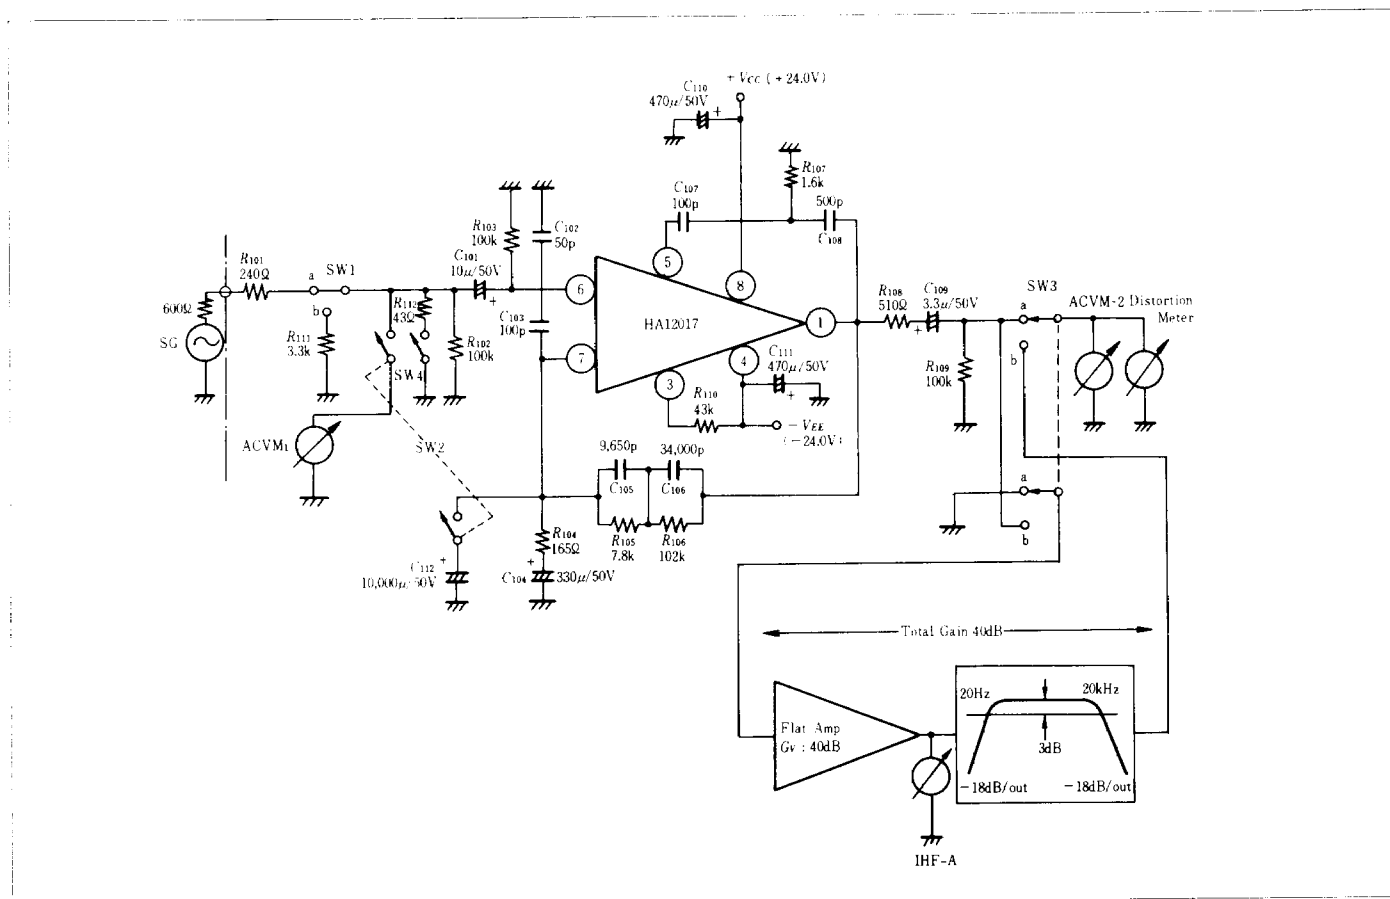 + VCC ( + 24.0V)
C110
470μ/50V
+
R107
1.6k
C107
100p
500p
C108
R103
100k
C102
50p
C101
10μ/50V
+
R101
240Ω
SW1
a
b
600Ω
SG
R111
3.3k
R112
43Ω
R102
100k
SW4
C103
100p
5
6
8
7
HA12017
1
4
3
R108
510Ω
C109
3.3μ/50V
+
SW3
a
b
ACVM-2 Distortion
Meter
R109
100k
C111
470μ/50V
+
R110
43k
− VEE
(−24.0V)
ACVM1
SW2
9,650p
C105
34,000p
C106
R105
7.8k
R106
102k
R104
165Ω
+
C104
330μ/50V
+
C112
10,000μ/50V
a
b
Total Gain 40dB
Flat Amp
Gv : 40dB
20Hz
20kHz
3dB
−18dB/out
−18dB/out
IHF-A